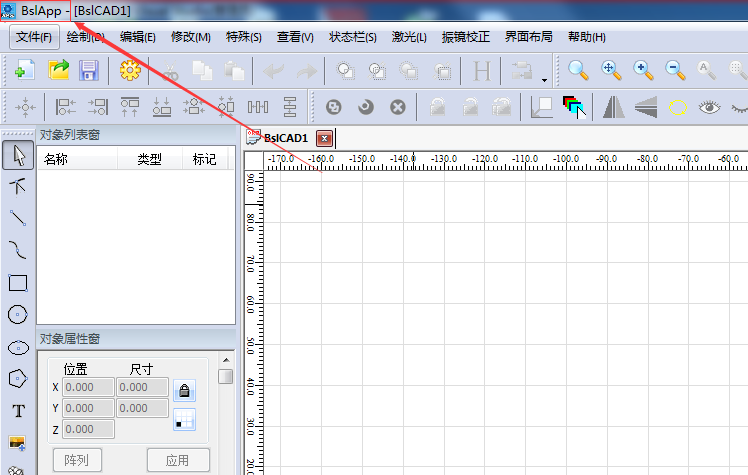 BslApp - [BslCAD1]
文件(F) 绘制(D) 编辑(E) 修改(M) 特殊(S) 查看(V) 状态栏(S) 激光(L) 振镜校正 界面布局 帮助(H)
对象列表窗
名称 类型 标记
BslCAD1
-170.0 -160.0 -150.0 -140.0 -130.0 -120.0 -110.0 -100.0 -90.0 -80.0 -70.0 -60.0
90.0
80.0
70.0
60.0
50.0
40.0
30.0
对象属性窗
位置 尺寸
X 0.000 0.000
Y 0.000 0.000
Z 0.000
T
阵列 应用